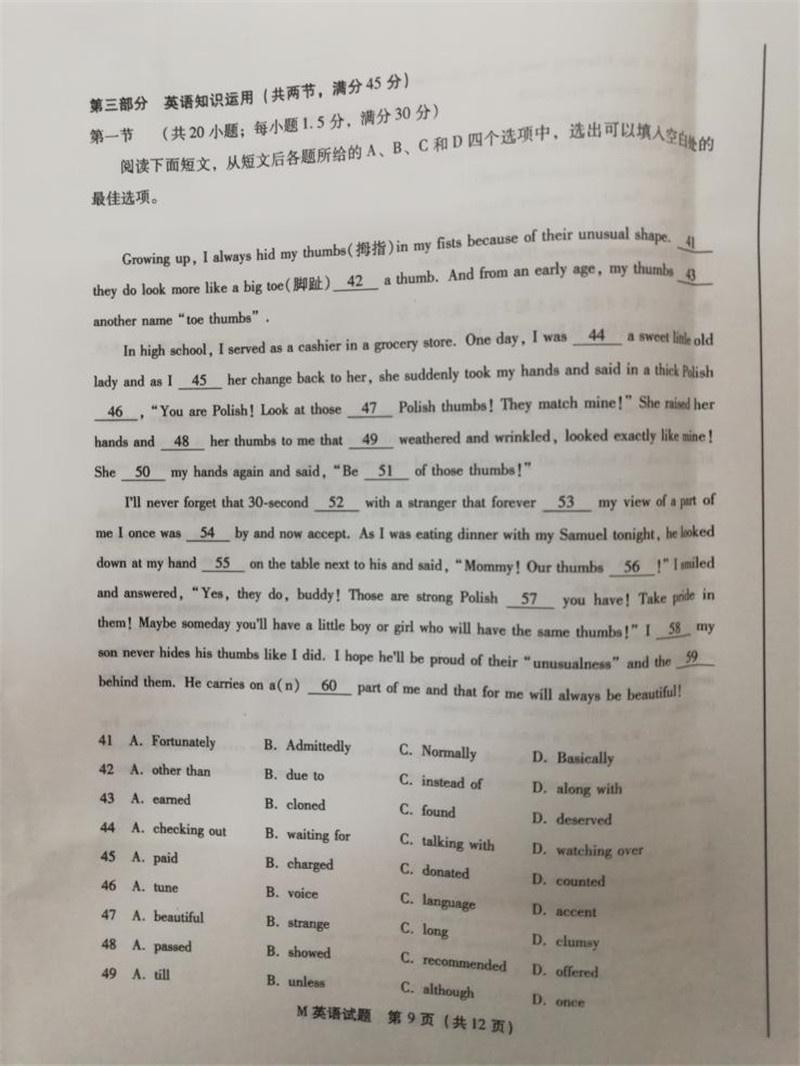 第三部分 英语知识运用(共两节,满分45分)
第一节 (共20小题;每小题1.5分,满分30分)
阅读下面短文,从短文后各题所给的A、B、C和D四个选项中,选出可以填入空白处的
最佳选项。
Growing up, I always hid my thumbs(拇指)in my fists because of their unusual shape. 41
they do look more like a big toe(脚趾) 42 a thumb. And from an early age, my thumbs 43
another name “toe thumbs”.
In high school, I served as a cashier in a grocery store. One day, I was 44 a sweet little old
lady and as I 45 her change back to her, she suddenly took my hands and said in a thick Polish
46 , “You are Polish! Look at those 47 Polish thumbs! They match mine!” She raised her
hands and 48 her thumbs to me that 49 weathered and wrinkled, looked exactly like mine!
She 50 my hands again and said, “Be 51 of those thumbs!”
I'll never forget that 30-second 52 with a stranger that forever 53 my view of a part of
me I once was 54 by and now accept. As I was eating dinner with my Samuel tonight, he looked
down at my hand 55 on the table next to his and said, “Mommy! Our thumbs 56 !” I smiled
and answered, “Yes, they do, buddy! Those are strong Polish 57 you have! Take pride in
them! Maybe someday you'll have a little boy or girl who will have the same thumbs!” I 58 my
son never hides his thumbs like I did. I hope he'll be proud of their “unusualness” and the 59
behind them. He carries on a(n) 60 part of me and that for me will always be beautiful!
41 A. Fortunately B. Admittedly C. Normally D. Basically
42 A. other than B. due to C. instead of D. along with
43 A. earned B. cloned C. found D. deserved
44 A. checking out B. waiting for C. talking with D. watching over
45 A. paid B. charged C. donated D. counted
46 A. tune B. voice C. language D. accent
47 A. beautiful B. strange C. long D. clumsy
48 A. passed B. showed C. recommended D. offered
49 A. till B. unless C. although D. once
M英语试题 第9页(共12页)